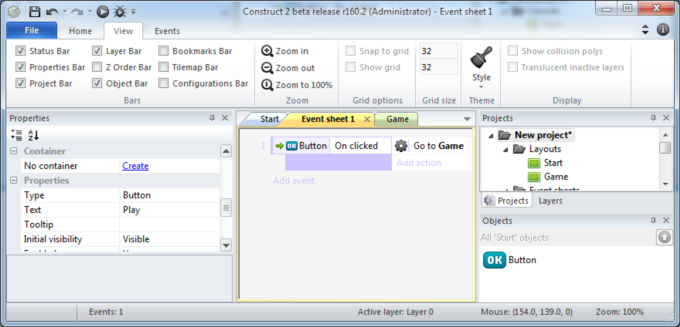 Construct 2 beta release r160.2 (Administrator) - Event sheet 1
File Home View Events
Status Bar Layer Bar Bookmarks Bar
Properties Bar Z Order Bar Tilemap Bar
Project Bar Object Bar Configurations Bar
Bars
Zoom in
Zoom out
Zoom to 100%
Zoom
Snap to grid
Show grid
Grid options
32
32
Grid size
Style
Theme
Show collision polys
Translucent inactive layers
Display
Properties
Container
No container Create
Properties
Type Button
Text Play
Tooltip
Initial visibility Visible
Start Event sheet 1 Game
1 OK Button On clicked Go to Game
Add action
Add event
Projects
New project*
Layouts
Start
Game
Event sheets
Projects Layers
Objects
All 'Start' objects
OK Button
Events: 1 Active layer: Layer 0 Mouse: (154.0, 139.0, 0) Zoom: 100%